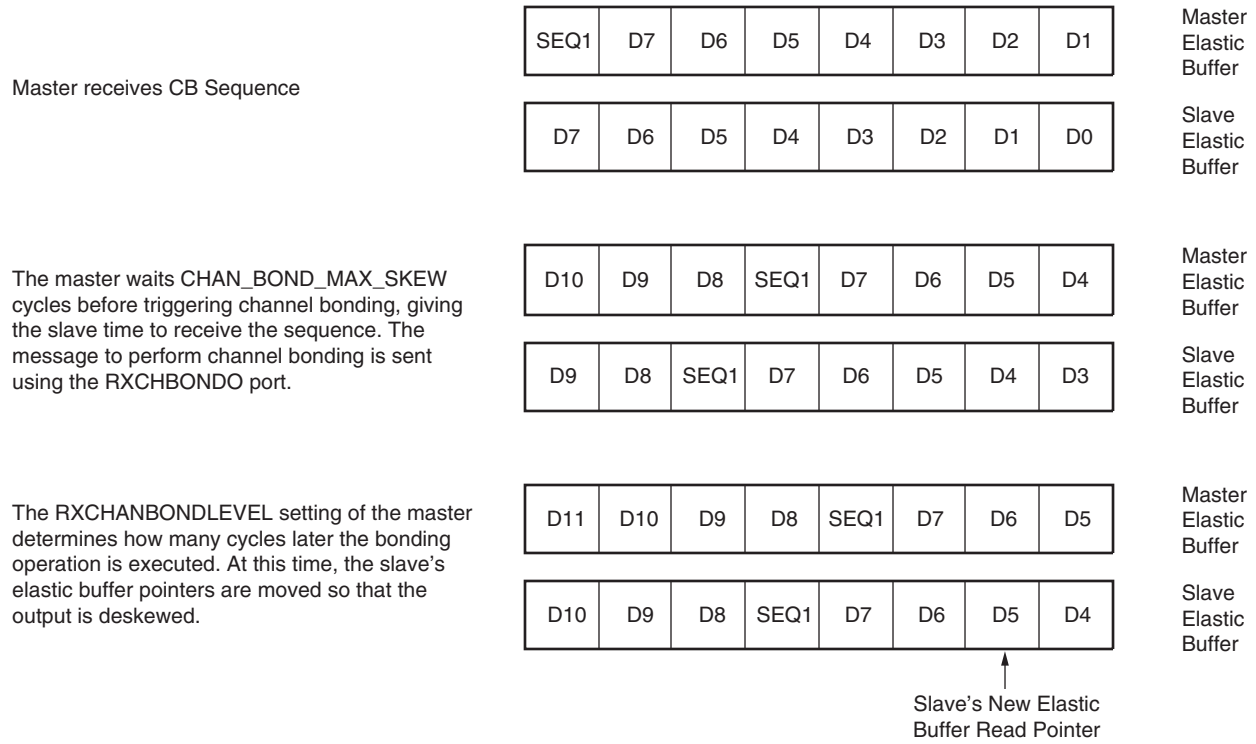 SEQ1 D7 D6 D5 D4 D3 D2 D1
Master
Elastic
Buffer
Master receives CB Sequence
D7 D6 D5 D4 D3 D2 D1 D0
Slave
Elastic
Buffer
The master waits CHAN_BOND_MAX_SKEW
cycles before triggering channel bonding, giving
the slave time to receive the sequence. The
message to perform channel bonding is sent
using the RXCHBONDO port.
D10 D9 D8 SEQ1 D7 D6 D5 D4
Master
Elastic
Buffer
D9 D8 SEQ1 D7 D6 D5 D4 D3
Slave
Elastic
Buffer
The RXCHANBONDLEVEL setting of the master
determines how many cycles later the bonding
operation is executed. At this time, the slave's
elastic buffer pointers are moved so that the
output is deskewed.
D11 D10 D9 D8 SEQ1 D7 D6 D5
Master
Elastic
Buffer
D10 D9 D8 SEQ1 D7 D6 D5 D4
Slave
Elastic
Buffer
Slave's New Elastic
Buffer Read Pointer